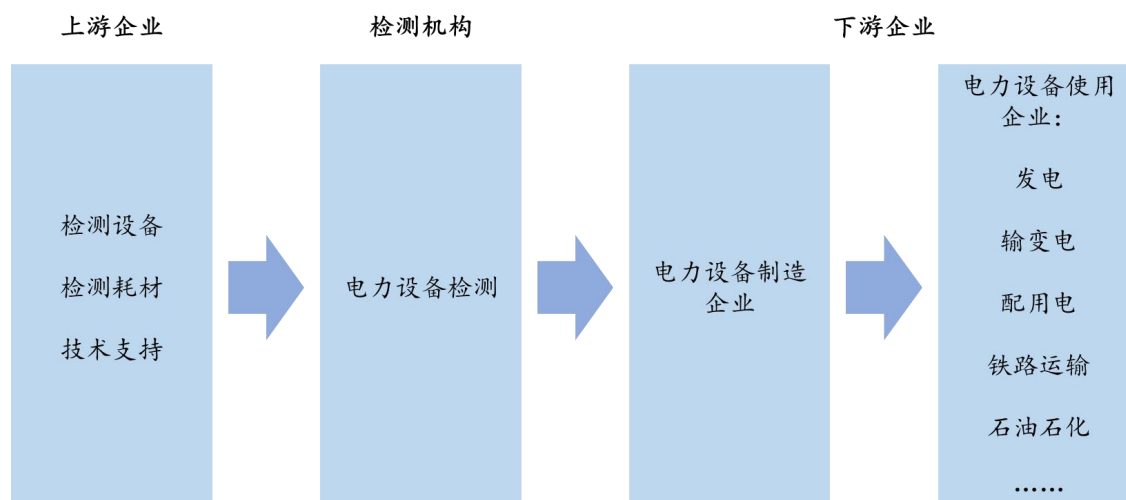 上游企业
检测机构
下游企业
检测设备
检测耗材
技术支持
电力设备检测
电力设备制造
企业
电力设备使用
企业：
发电
输变电
配用电
铁路运输
石油石化
……